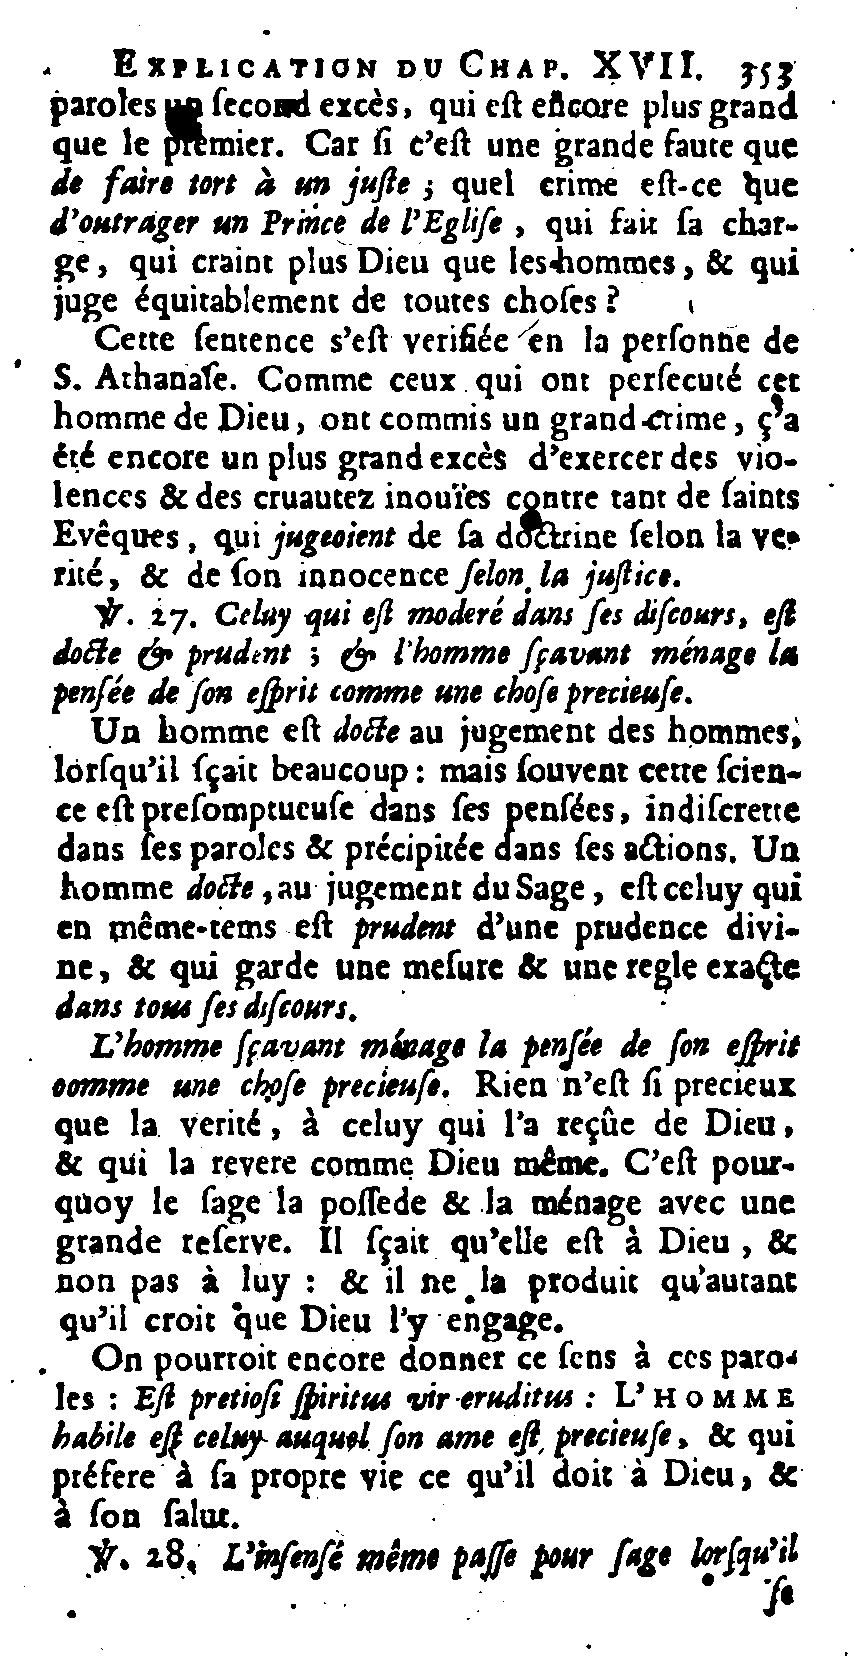 EXPLICATION DU CHAP. XVII. 353
paroles un ſecond excès, qui eſt encore plus grand
que le premier. Car ſi c'eſt une grande faute que
de faire tort à un juſte ; quel crime eſt-ce que
d'outrager un Prince de l'Egliſe , qui fait ſa char-
ge, qui craint plus Dieu que les hommes, & qui
juge équitablement de toutes choſes ?
Cette ſentence s'eſt verifiée en la perſonne de
S. Athanaſe. Comme ceux qui ont perſecuté cet
homme de Dieu, ont commis un grand crime, ç'a
été encore un plus grand excès d'exercer des vio-
lences & des cruautez inouïes contre tant de ſaints
Evêques, qui jugeoient de ſa doctrine ſelon la ve-
rité, & de ſon innocence ſelon la juſtice.
℣. 27. Celuy qui eſt moderé dans ſes diſcours, eſt
docte & prudent ; & l'homme ſçavant ménage la
penſée de ſon eſprit comme une choſe precieuſe.
Un homme eſt docte au jugement des hommes,
lorſqu'il ſçait beaucoup : mais ſouvent cette ſcien-
ce eſt preſomptueuſe dans ſes penſées, indiſcrette
dans ſes paroles & précipitée dans ſes actions. Un
homme docte, au jugement du Sage, eſt celuy qui
en même-tems eſt prudent d'une prudence divi-
ne, & qui garde une meſure & une regle exacte
dans tous ſes diſcours.
L'homme ſçavant ménage la penſée de ſon eſprit
comme une choſe precieuſe. Rien n'eſt ſi precieux
que la verité, à celuy qui l'a reçûe de Dieu,
& qui la revere comme Dieu même. C'eſt pour-
quoy le ſage la poſſede & la ménage avec une
grande reſerve. Il ſçait qu'elle eſt à Dieu , &
non pas à luy : & il ne la produit qu'autant
qu'il croit que Dieu l'y engage.
On pourroit encore donner ce ſens à ces paro-
les : Eſt pretioſi ſpiritus vir eruditus : L'HOMME
habile eſt celuy auquel ſon ame eſt precieuſe, & qui
préfere à ſa propre vie ce qu'il doit à Dieu, &
à ſon ſalut.
℣. 28. L'inſenſé même paſſe pour ſage lorſqu'il
ſe